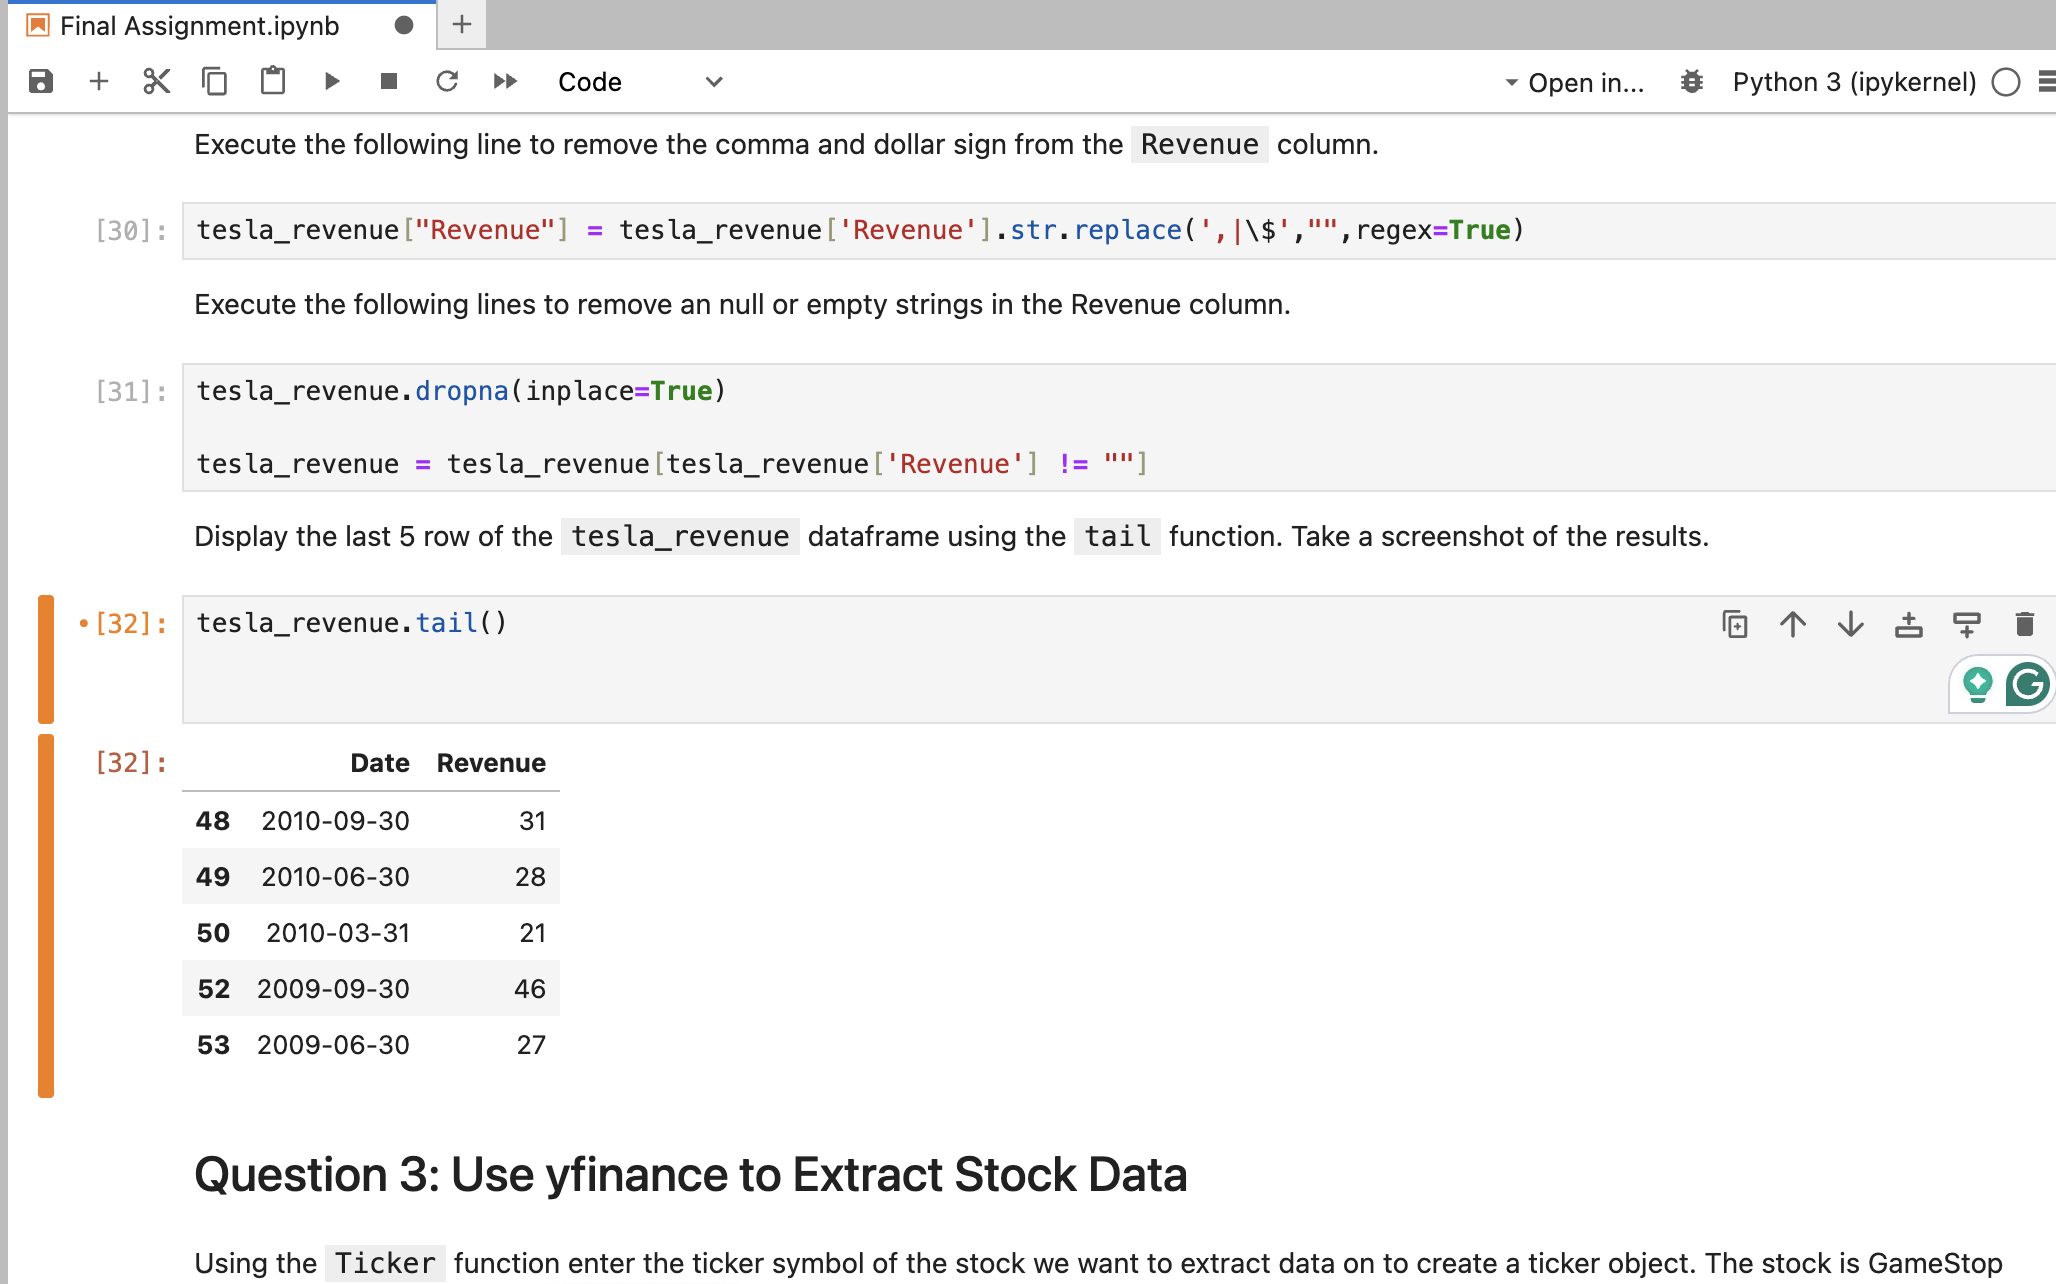 Final Assignment.ipynb
Code
Open in...
Python 3 (ipykernel)
Execute the following line to remove the comma and dollar sign from the Revenue column.
[30]: tesla_revenue["Revenue"] = tesla_revenue['Revenue'].str.replace(',|\$',"",regex=True)
Execute the following lines to remove an null or empty strings in the Revenue column.
[31]: tesla_revenue.dropna(inplace=True)
tesla_revenue = tesla_revenue[tesla_revenue['Revenue'] != ""]
Display the last 5 row of the tesla_revenue dataframe using the tail function. Take a screenshot of the results.
[32]: tesla_revenue.tail()
[32]: Date Revenue
48 2010-09-30 31
49 2010-06-30 28
50 2010-03-31 21
52 2009-09-30 46
53 2009-06-30 27
Question 3: Use yfinance to Extract Stock Data
Using the Ticker function enter the ticker symbol of the stock we want to extract data on to create a ticker object. The stock is GameStop